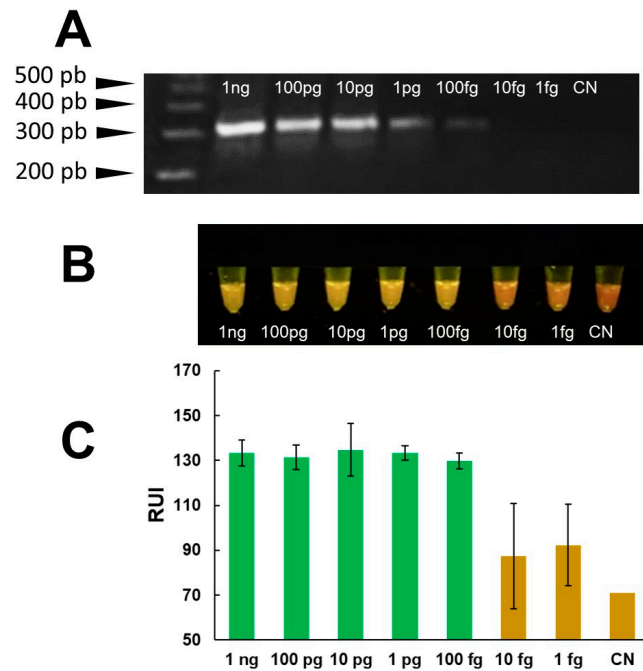 A
500 pb
400 pb
300 pb
200 pb
1ng 100pg 10pg 1pg 100fg 10fg 1fg CN
B
1ng 100pg 10pg 1pg 100fg 10fg 1fg CN
C
RUI
170
150
130
110
90
70
50
1 ng 100 pg 10 pg 1 pg 100 fg 10 fg 1 fg CN